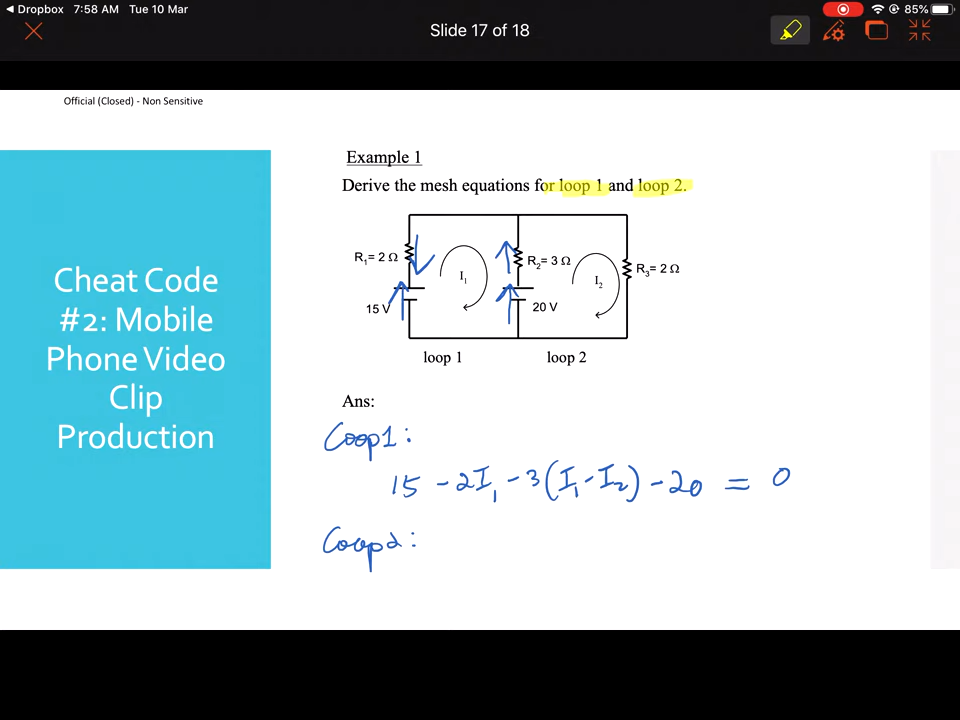 Dropbox 7:58 AM Tue 10 Mar 85%
Slide 17 of 18
Official (Closed) - Non Sensitive
Cheat Code
#2: Mobile
Phone Video
Clip
Production
Example 1
Derive the mesh equations for loop 1 and loop 2.
R₁= 2 Ω
I₁
R₂= 3 Ω
I₂
R₃= 2 Ω
15 V
20 V
loop 1
loop 2
Ans:
Loop1:
15 - 2I₁ - 3(I₁ - I₂) - 20 = 0
Loop2: